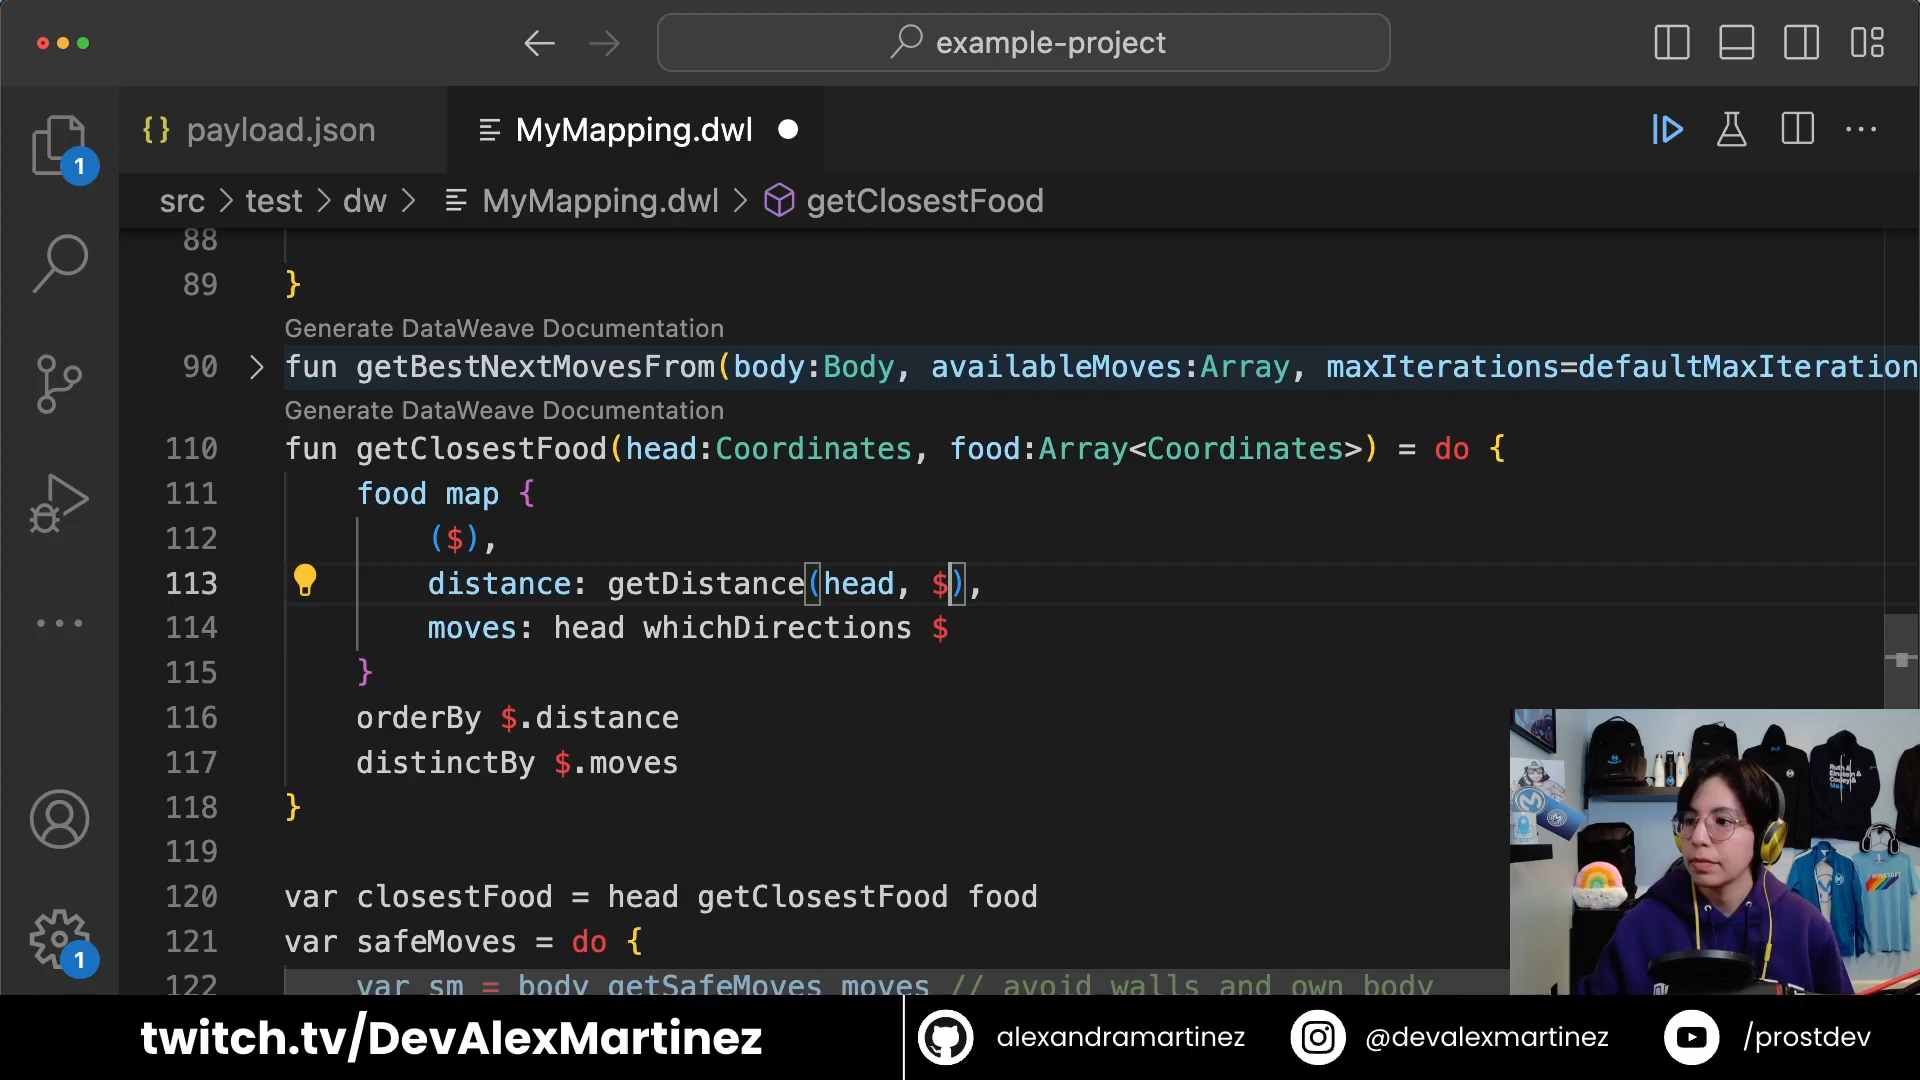 example-project
{} payload.json
MyMapping.dwl
src > test > dw > MyMapping.dwl > getClosestFood
1
88
89 }
Generate DataWeave Documentation
90 fun getBestNextMovesFrom(body:Body, availableMoves:Array, maxIterations=defaultMaxIteration
Generate DataWeave Documentation
110 fun getClosestFood(head:Coordinates, food:Array<Coordinates>) = do {
111 food map {
112 ($),
113 distance: getDistance(head, $),
114 moves: head whichDirections $
115 }
116 orderBy $.distance
117 distinctBy $.moves
118 }
119
120 var closestFood = head getClosestFood food
121 var safeMoves = do {
122 var sm = body getSafeMoves moves // avoid walls and own body
1
twitch.tv/DevAlexMartinez
alexandramartinez
@devalexmartinez
/prostdev